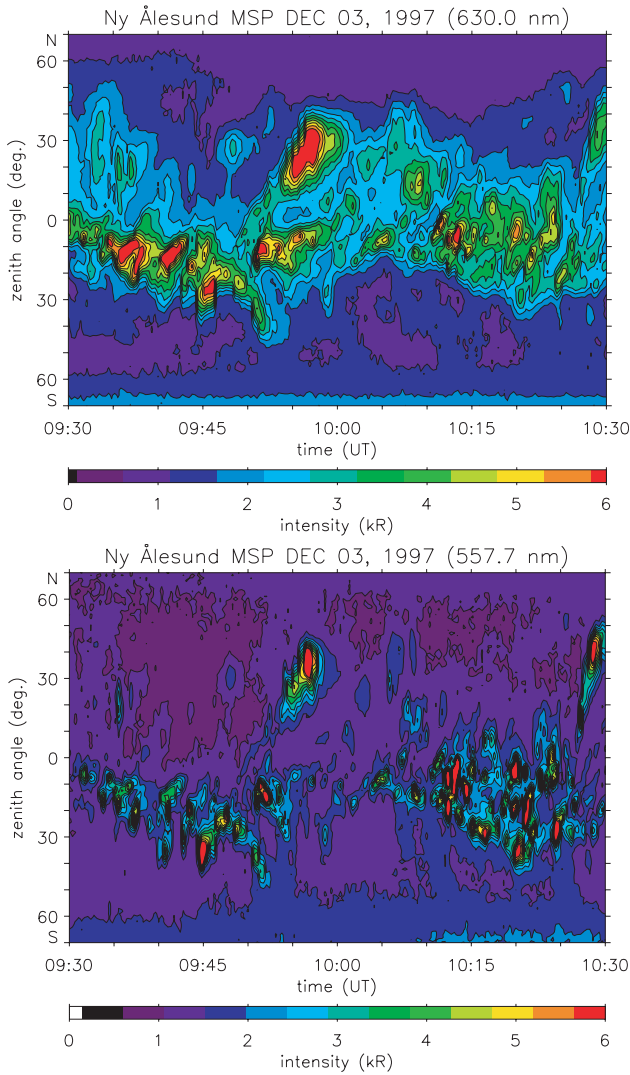 Ny Ålesund MSP DEC 03, 1997 (630.0 nm)
N
60
30
0
30
60
S
zenith angle (deg.)
09:30 09:45 10:00 10:15 10:30
time (UT)
0 1 2 3 4 5 6
intensity (kR)
Ny Ålesund MSP DEC 03, 1997 (557.7 nm)
N
60
30
0
30
60
S
zenith angle (deg.)
09:30 09:45 10:00 10:15 10:30
time (UT)
0 1 2 3 4 5 6
intensity (kR)